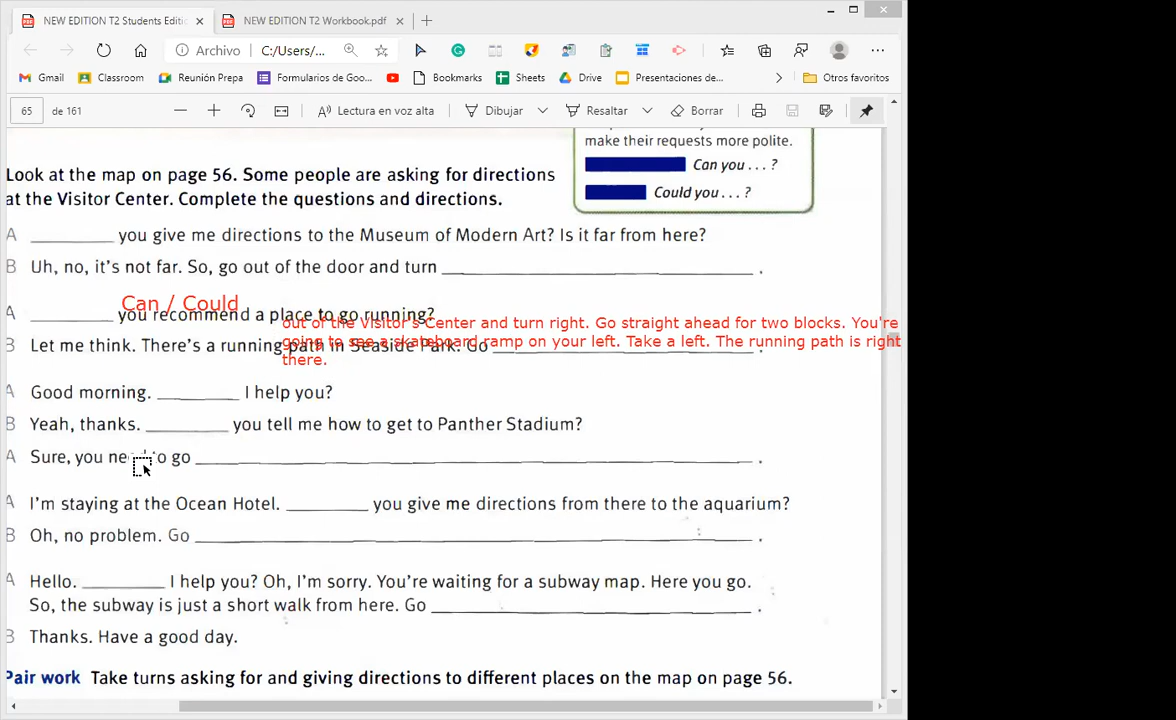 NEW EDITION T2 Students Editic
NEW EDITION T2 Workbook.pdf
Archivo C:/Users/...
Gmail Classroom Reunión Prepa Formularios de Goo... Bookmarks Sheets Drive Presentaciones de... Otros favoritos
65 de 161 Lectura en voz alta Dibujar Resaltar Borrar
make their requests more polite.
Can you . . . ?
Could you . . . ?
Look at the map on page 56. Some people are asking for directions
at the Visitor Center. Complete the questions and directions.
A ________ you give me directions to the Museum of Modern Art? Is it far from here?
B Uh, no, it's not far. So, go out of the door and turn ________ .
Can / Could
A ________ you recommend a place to go running?
out of the Visitor's Center and turn right. Go straight ahead for two blocks. You're
going to see a skateboard ramp on your left. Take a left. The running path is right
there.
B Let me think. There's a running path in Seaside Park. Go ________ .
A Good morning. ________ I help you?
B Yeah, thanks. ________ you tell me how to get to Panther Stadium?
A Sure, you need to go ________ .
A I'm staying at the Ocean Hotel. ________ you give me directions from there to the aquarium?
B Oh, no problem. Go ________ .
A Hello. ________ I help you? Oh, I'm sorry. You're waiting for a subway map. Here you go.
So, the subway is just a short walk from here. Go ________ .
B Thanks. Have a good day.
Pair work Take turns asking for and giving directions to different places on the map on page 56.